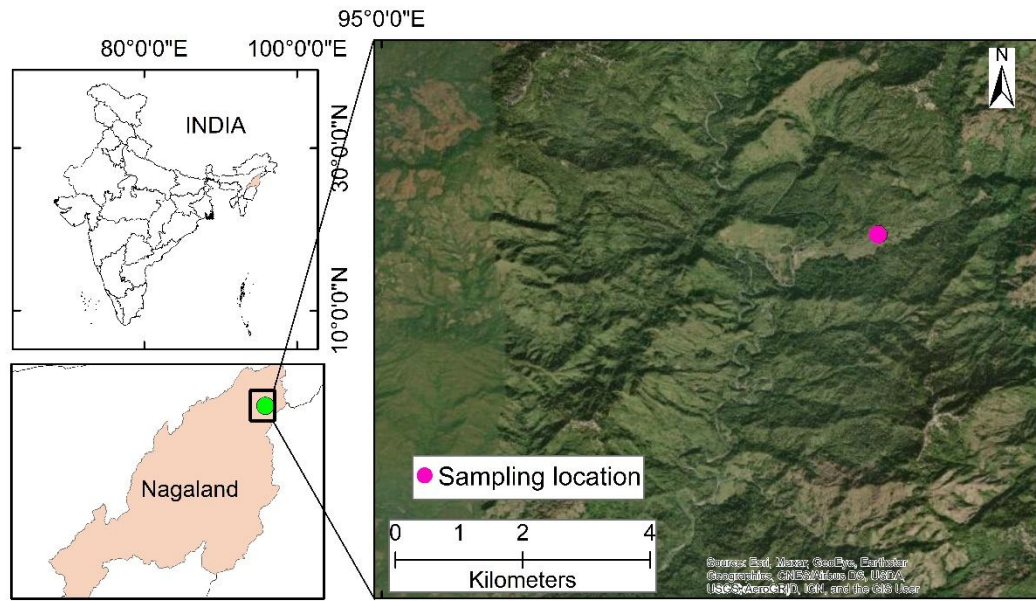 95°0'0"E
80°0'0"E
100°0'0"E
N
INDIA
30°0'0"N
10°0'0"N
Nagaland
Sampling location
0 1 2 4
Kilometers
Source: Esri, Maxar, GeoEye, Earthstar
Geographics, CNES/Airbus DS, USDA,
USGS, AeroGRID, IGN, and the GIS User